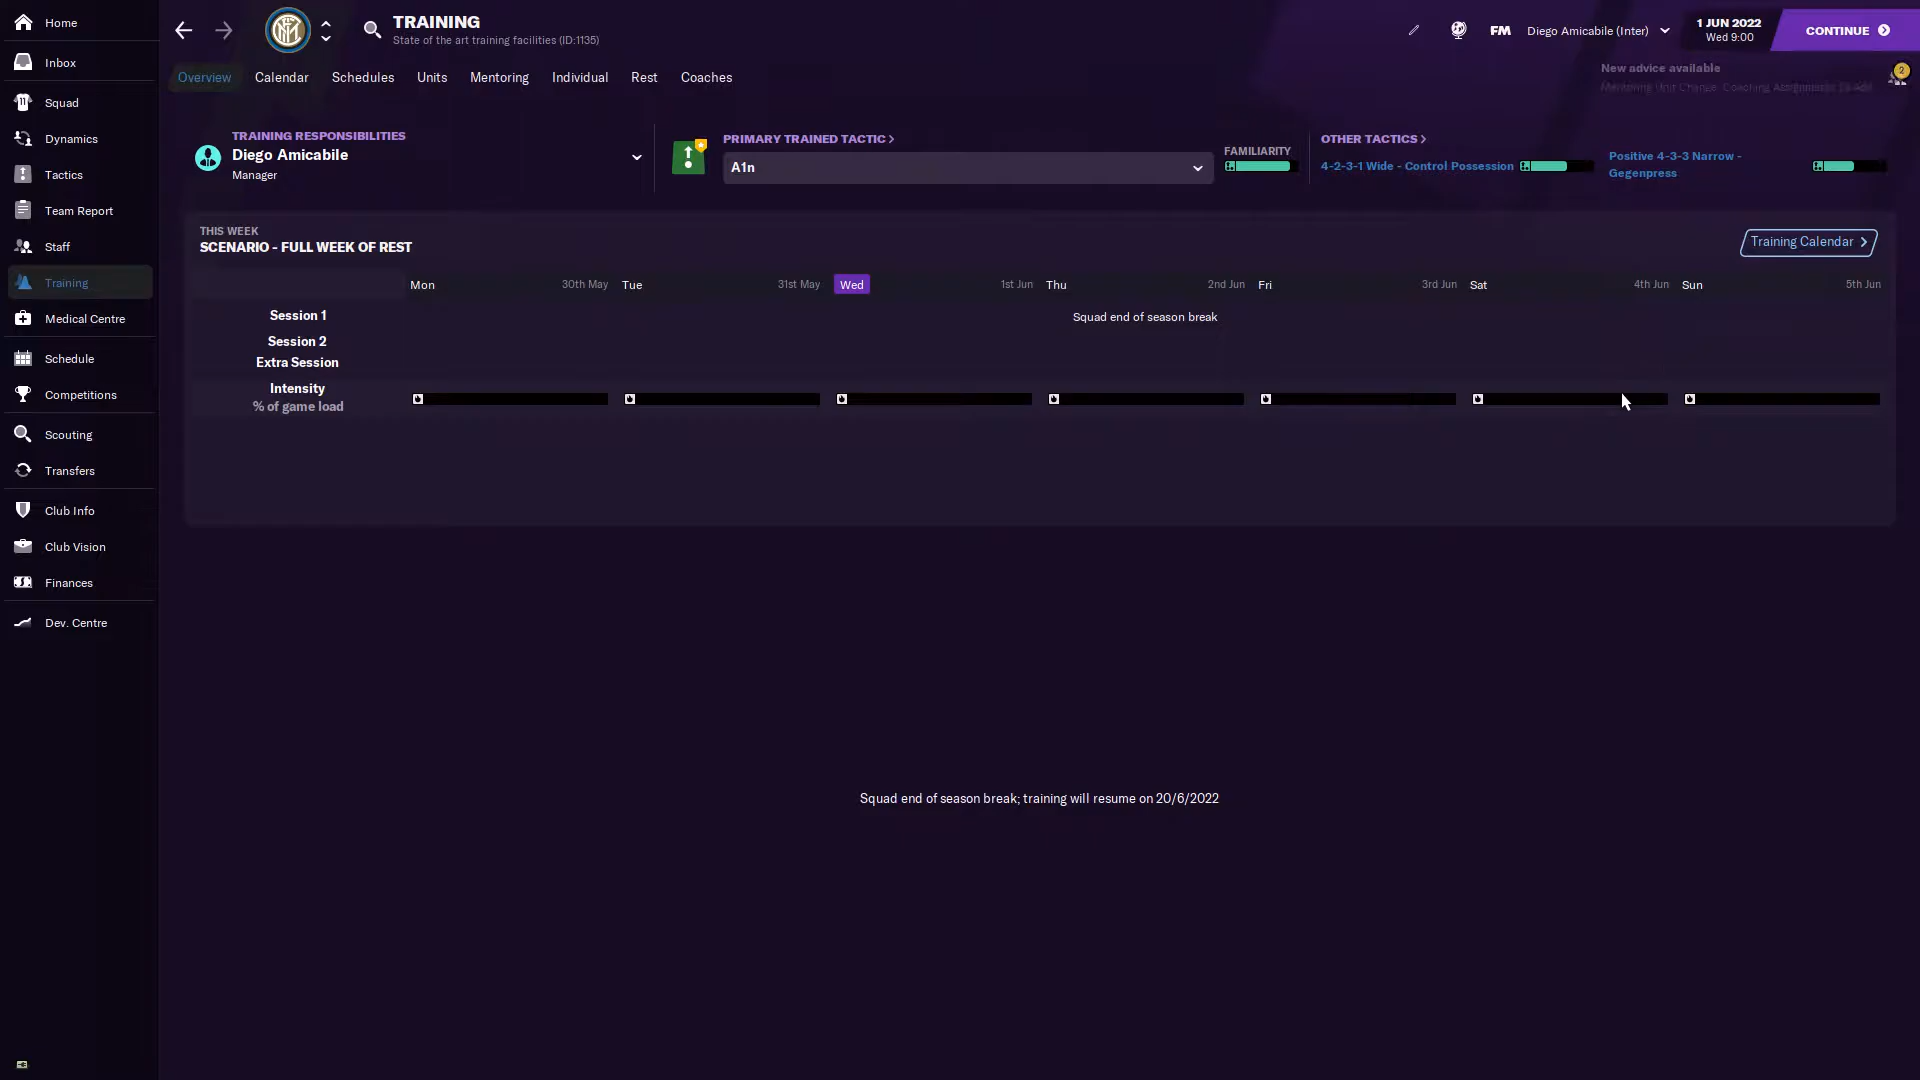 Home
Inbox
Squad
Dynamics
Tactics
Team Report
Staff
Training
Medical Centre
Schedule
Competitions
Scouting
Transfers
Club Info
Club Vision
Finances
Dev. Centre
TRAINING
State of the art training facilities (ID:1135)
FM
Diego Amicabile (Inter)
1 JUN 2022
Wed 9:00
CONTINUE
Overview Calendar Schedules Units Mentoring Individual Rest Coaches
New advice available
2
TRAINING RESPONSIBILITIES
Diego Amicabile
Manager
PRIMARY TRAINED TACTIC >
A1n
FAMILIARITY
OTHER TACTICS >
4-2-3-1 Wide - Control Possession
Positive 4-3-3 Narrow -
Gegenpress
THIS WEEK
SCENARIO - FULL WEEK OF REST
Training Calendar >
Mon 30th May Tue 31st May Wed 1st Jun Thu 2nd Jun Fri 3rd Jun Sat 4th Jun Sun 5th Jun
Session 1
Squad end of season break
Session 2
Extra Session
Intensity
% of game load
Squad end of season break; training will resume on 20/6/2022